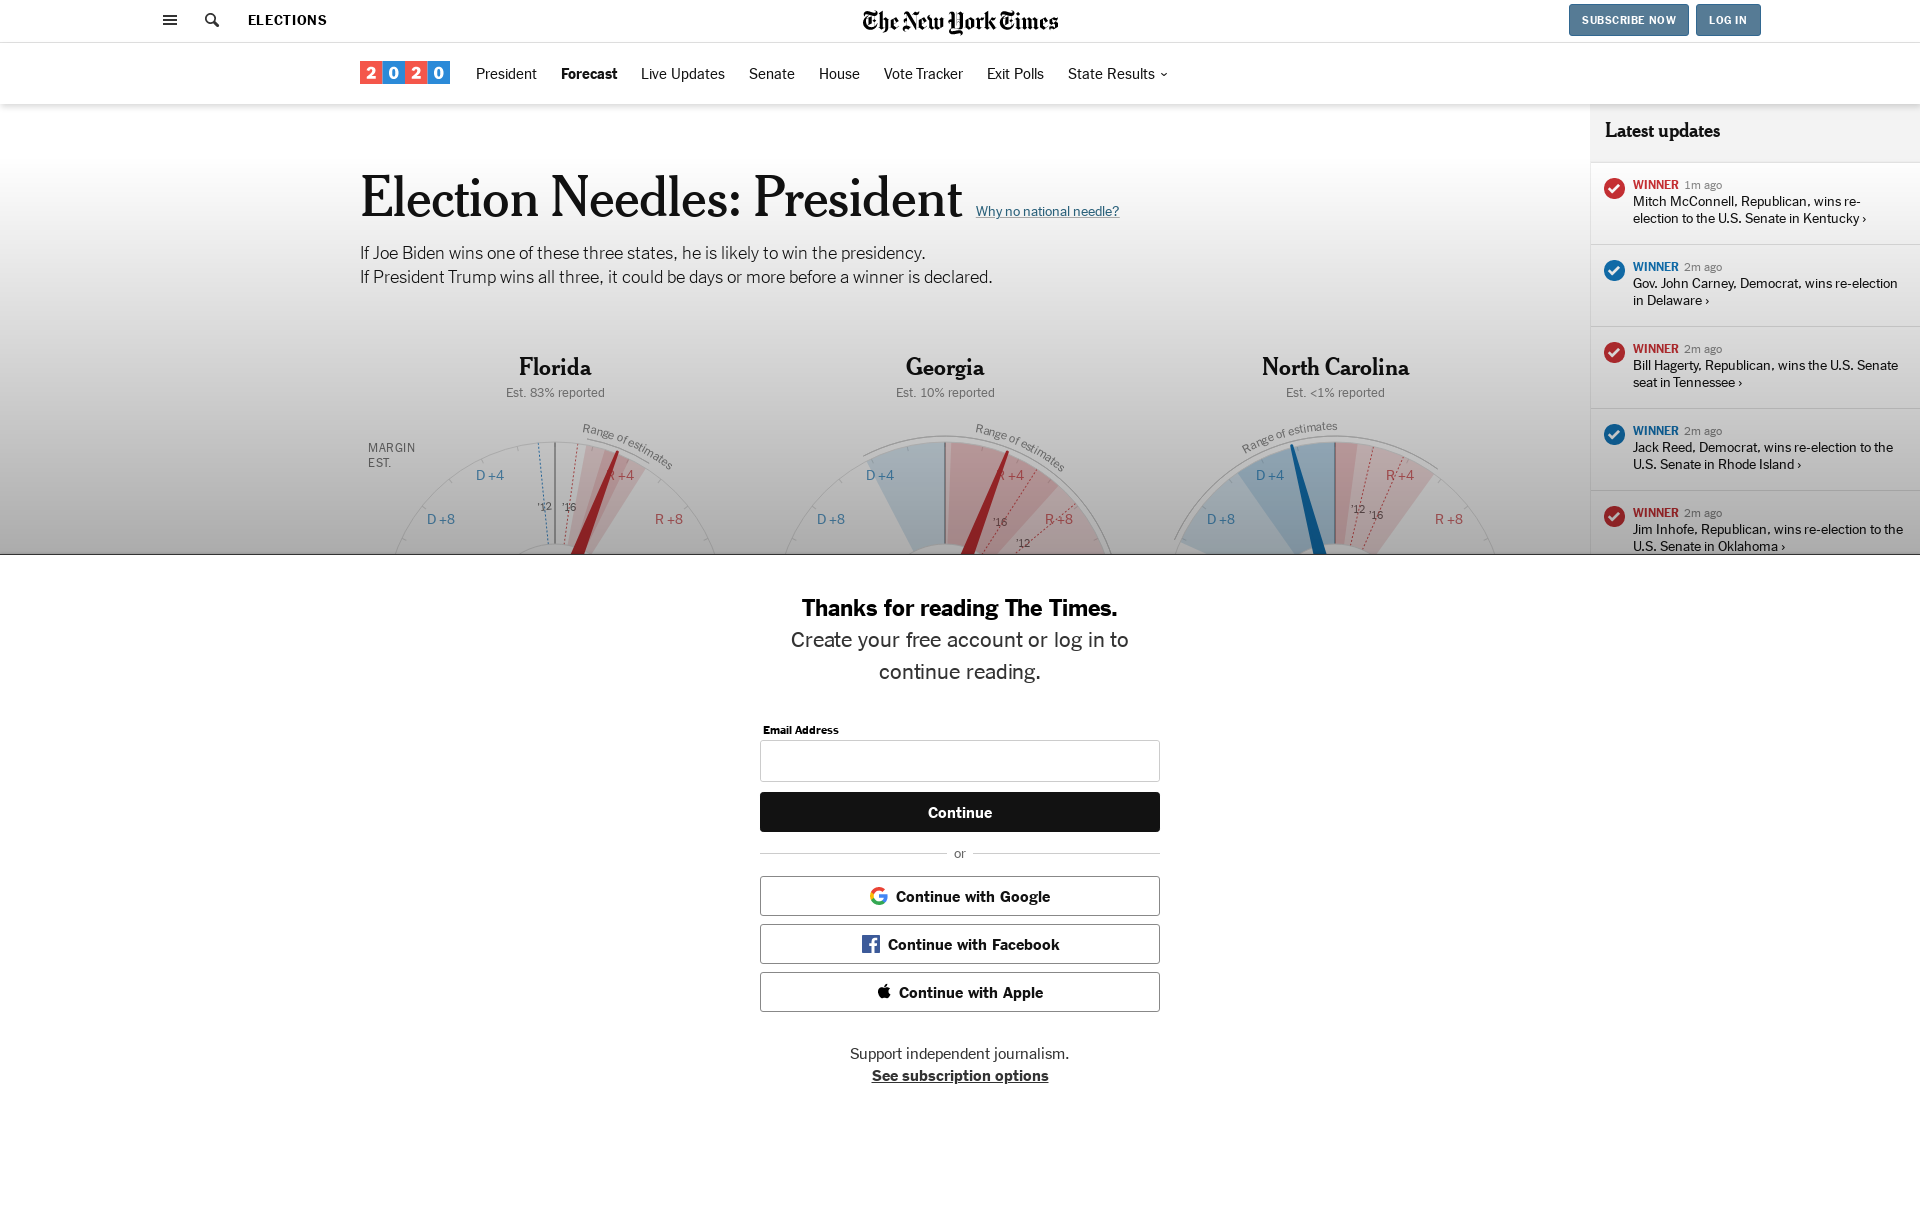 ELECTIONS
The New York Times
SUBSCRIBE NOW
LOG IN
2020
President
Forecast
Live Updates
Senate
House
Vote Tracker
Exit Polls
State Results
Election Needles: President
Why no national needle?
If Joe Biden wins one of these three states, he is likely to win the presidency.
If President Trump wins all three, it could be days or more before a winner is declared.
Florida
Est. 83% reported
MARGIN
EST.
Range of estimates
D +4
R +4
D +8
R +8
'12
'16
Georgia
Est. 10% reported
Range of estimates
D +4
R +4
D +8
R +8
'16
'12
North Carolina
Est. <1% reported
Range of estimates
D +4
R +4
D +8
R +8
'12
'16
Latest updates
WINNER 1m ago
Mitch McConnell, Republican, wins re-
election to the U.S. Senate in Kentucky ›
WINNER 2m ago
Gov. John Carney, Democrat, wins re-election
in Delaware ›
WINNER 2m ago
Bill Hagerty, Republican, wins the U.S. Senate
seat in Tennessee ›
WINNER 2m ago
Jack Reed, Democrat, wins re-election to the
U.S. Senate in Rhode Island ›
WINNER 2m ago
Jim Inhofe, Republican, wins re-election to the
U.S. Senate in Oklahoma ›
Thanks for reading The Times.
Create your free account or log in to
continue reading.
Email Address
Continue
or
Continue with Google
Continue with Facebook
Continue with Apple
Support independent journalism.
See subscription options